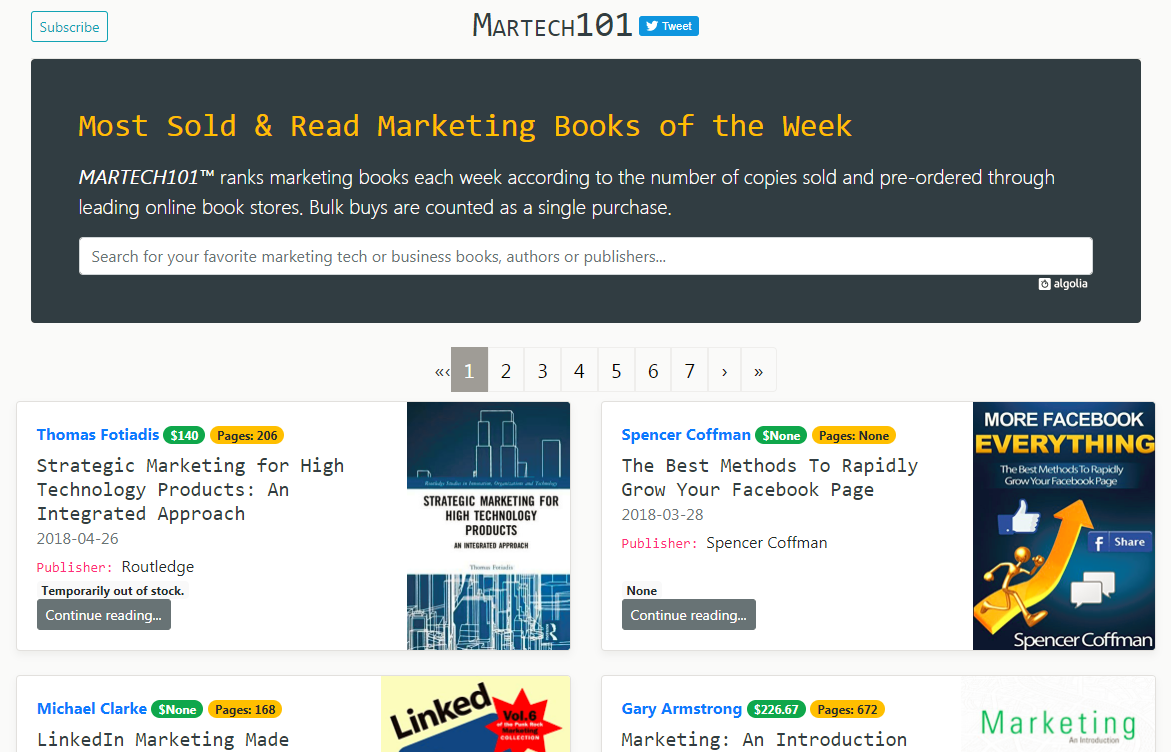 Subscribe
MARTECH101
Tweet
Most Sold & Read Marketing Books of the Week
MARTECH101™ ranks marketing books each week according to the number of copies sold and pre-ordered through
leading online book stores. Bulk buys are counted as a single purchase.
Search for your favorite marketing tech or business books, authors or publishers...
algolia
«‹ 1 2 3 4 5 6 7 › »
Thomas Fotiadis $140 Pages: 206
Strategic Marketing for High
Technology Products: An
Integrated Approach
2018-04-26
Publisher: Routledge
Temporarily out of stock.
Continue reading...
Routledge Studies in Innovation, Organizations and Technology
STRATEGIC MARKETING FOR
HIGH TECHNOLOGY
PRODUCTS
AN INTEGRATED APPROACH
Thomas Fotiadis
R
Spencer Coffman $None Pages: None
The Best Methods To Rapidly
Grow Your Facebook Page
2018-03-28
Publisher: Spencer Coffman
None
Continue reading...
MORE FACEBOOK
EVERYTHING
The Best Methods To Rapidly
Grow Your Facebook Page
f Share
Spencer Coffman
Michael Clarke $None Pages: 168
LinkedIn Marketing Made
Linked
Vol.6
of the Punk Rock
Marketing
COLLECTION
Gary Armstrong $226.67 Pages: 672
Marketing: An Introduction
Marketing
An Introduction